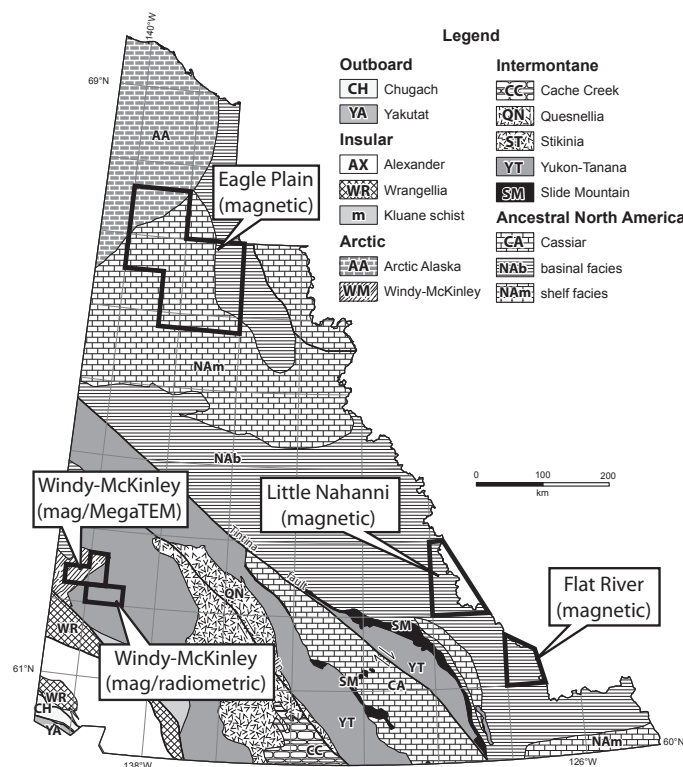 Legend
Outboard
CH Chugach
YA Yakutat
Insular
AX Alexander
WR Wrangellia
m Kluane schist
Arctic
AA Arctic Alaska
WM Windy-McKinley
Intermontane
CC Cache Creek
QN Quesnellia
ST Stikinia
YT Yukon-Tanana
SM Slide Mountain
Ancestral North America
CA Cassiar
NAb basinal facies
NAm shelf facies
140°W
69°N
AA
Eagle Plain
(magnetic)
NAm
NAb
0 100 200
km
Windy-McKinley
(mag/MegaTEM)
Little Nahanni
(magnetic)
Tintina
fault
Flat River
(magnetic)
QN
WR
SM
YT
Windy-McKinley
(mag/radiometric)
61°N
SM
CA
WR
CH
YA
YT
CC
NAm
60°N
138°W
126°W